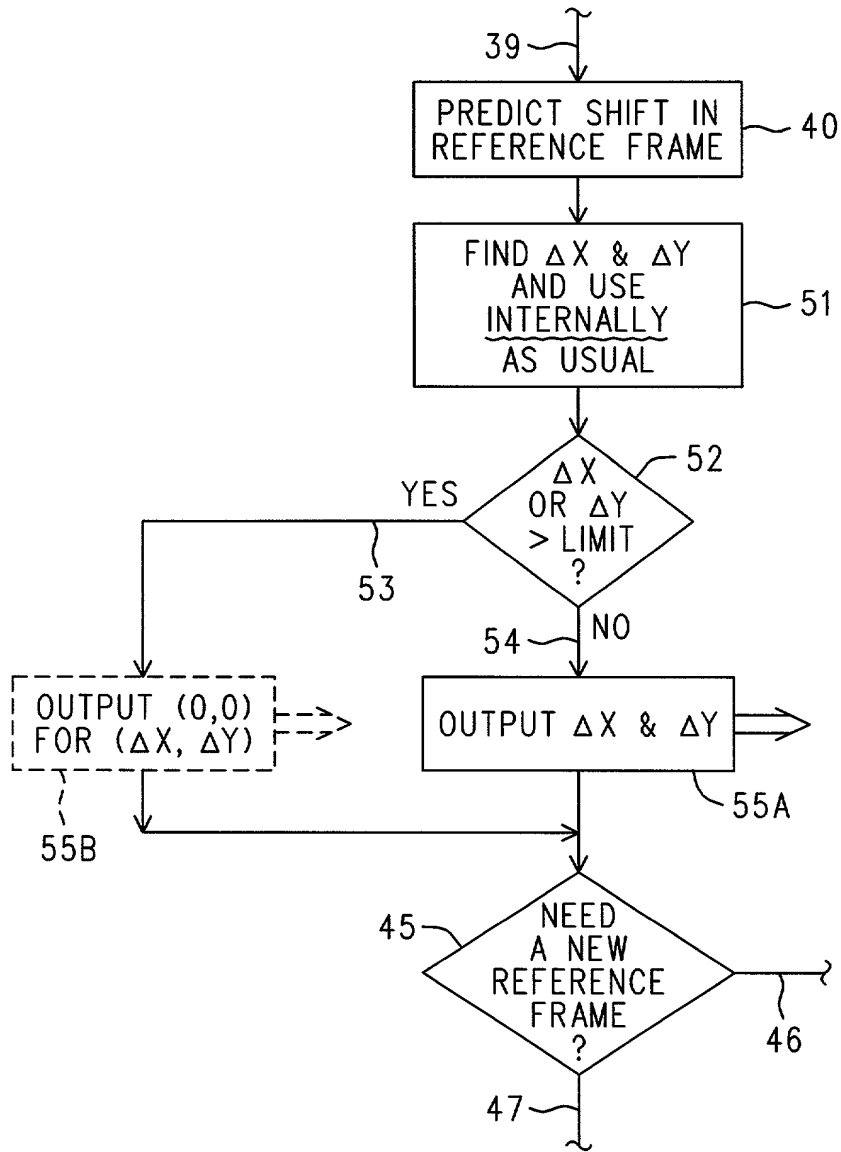 39
PREDICT SHIFT IN
REFERENCE FRAME
40
FIND ΔX & ΔY
AND USE
INTERNALLY
AS USUAL
51
ΔX
OR ΔY
> LIMIT
?
52
YES
53
54
NO
OUTPUT (0,0)
FOR (ΔX, ΔY)
55B
OUTPUT ΔX & ΔY
55A
45
NEED
A NEW
REFERENCE
FRAME
?
46
47